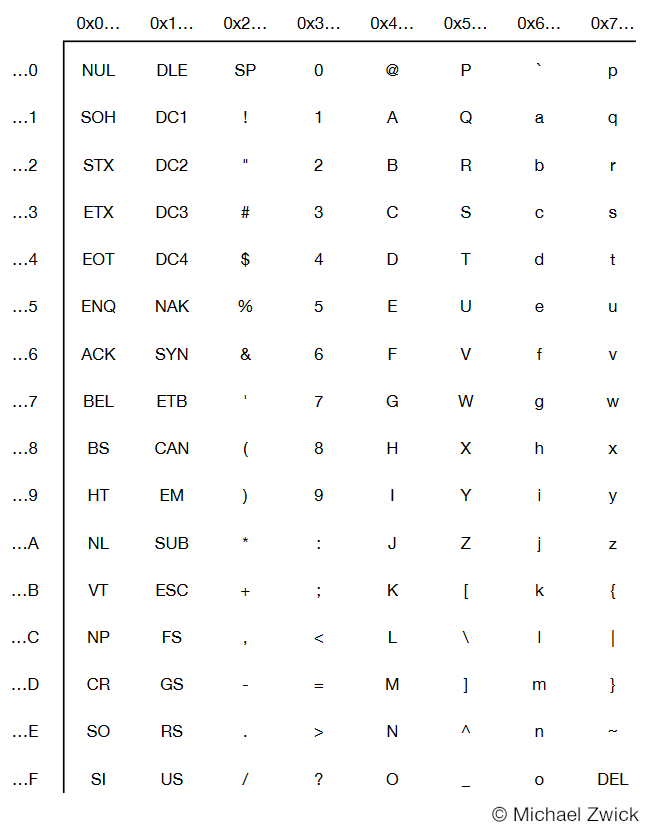 0x0… 0x1… 0x2… 0x3… 0x4… 0x5… 0x6… 0x7…
…0 NUL DLE SP 0 @ P ` p
…1 SOH DC1 ! 1 A Q a q
…2 STX DC2 " 2 B R b r
…3 ETX DC3 # 3 C S c s
…4 EOT DC4 $ 4 D T d t
…5 ENQ NAK % 5 E U e u
…6 ACK SYN & 6 F V f v
…7 BEL ETB ' 7 G W g w
…8 BS CAN ( 8 H X h x
…9 HT EM ) 9 I Y i y
…A NL SUB * : J Z j z
…B VT ESC + ; K [ k {
…C NP FS , < L \ l |
…D CR GS - = M ] m }
…E SO RS . > N ^ n ~
…F SI US / ? O _ o DEL
© Michael Zwick